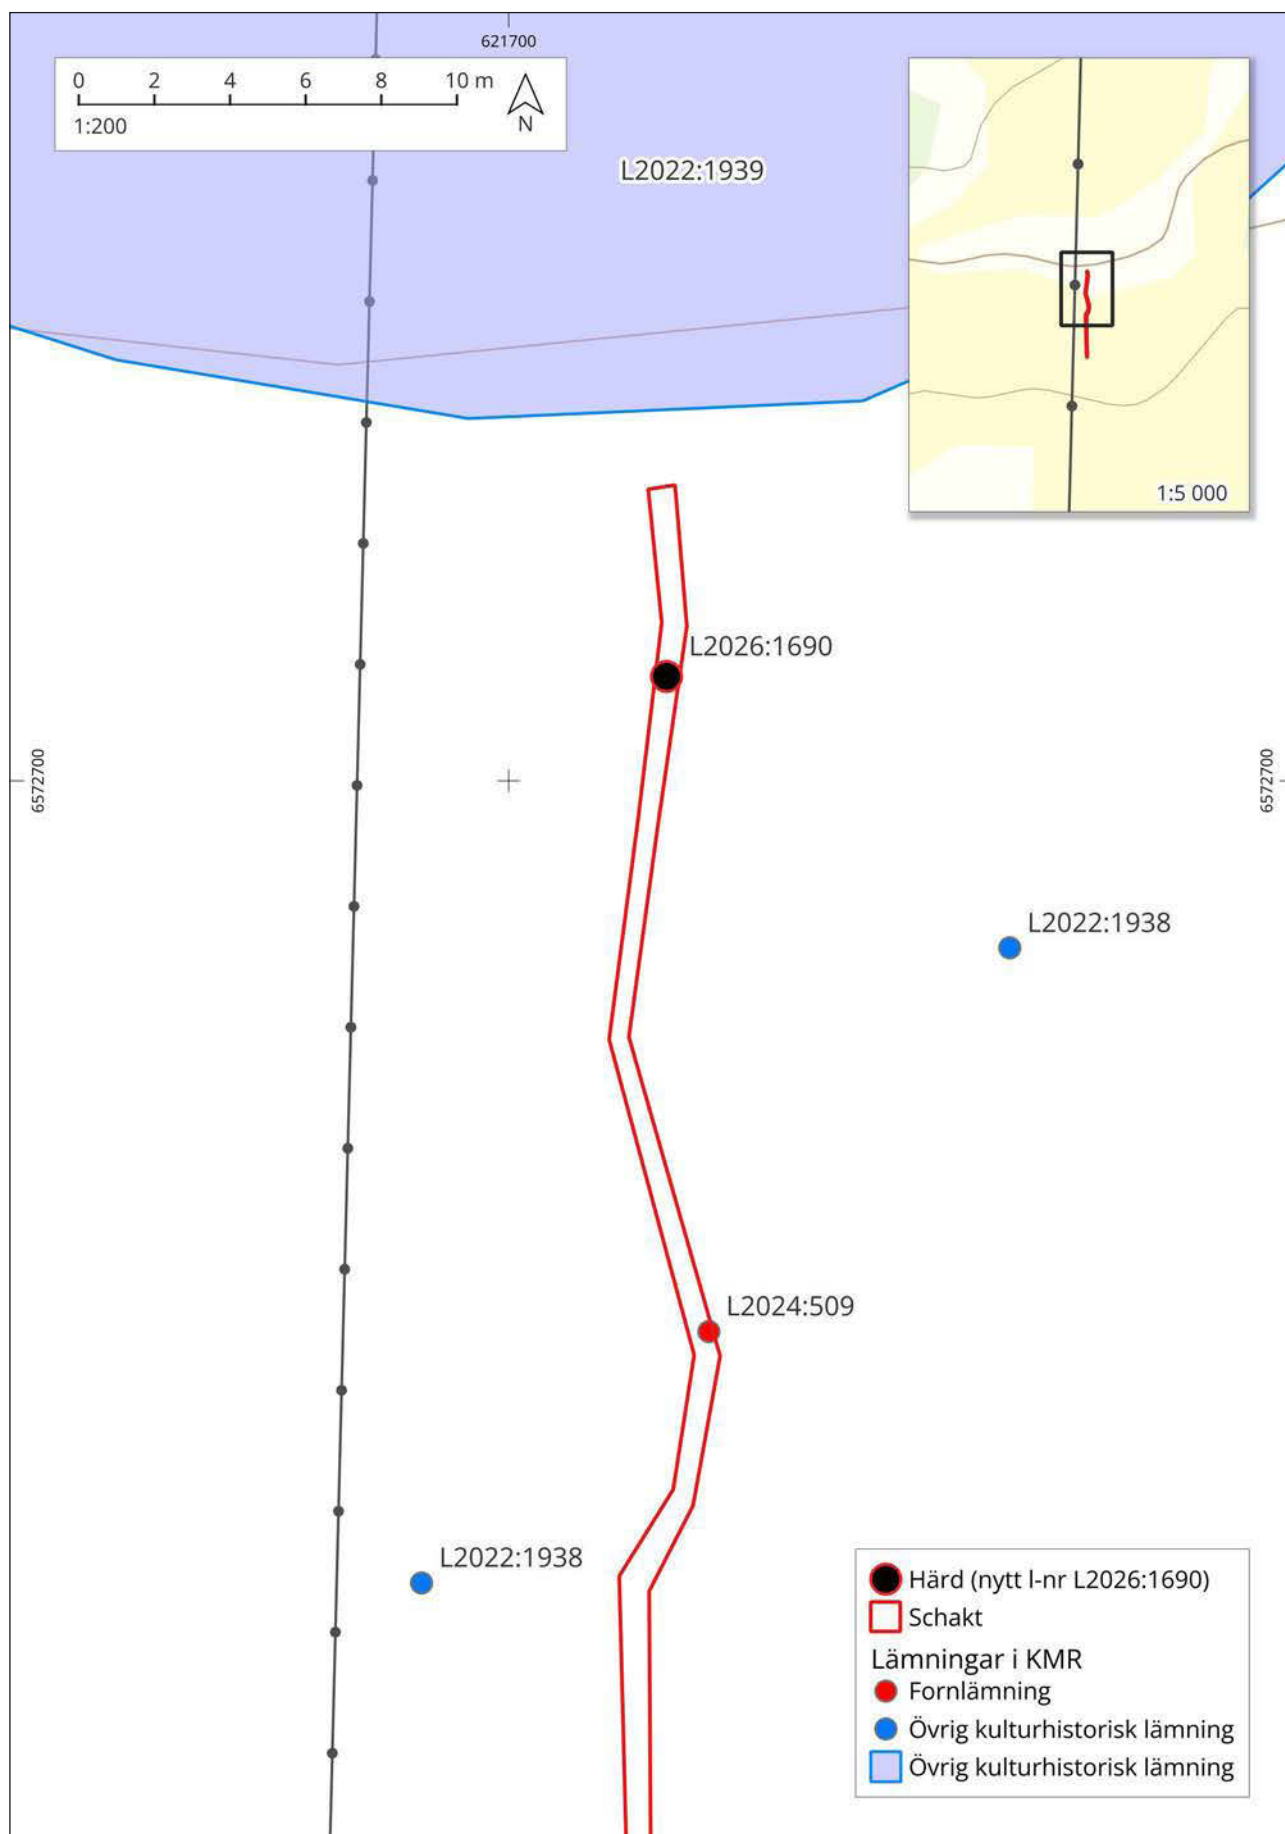 621700
0 2 4 6 8 10 m
1:200
N
L2022:1939
1:5 000
L2026:1690
6572700
6572700
L2022:1938
L2024:509
L2022:1938
Härd (nytt l-nr L2026:1690)
Schakt
Lämningar i KMR
Fornlämning
Övrig kulturhistorisk lämning
Övrig kulturhistorisk lämning